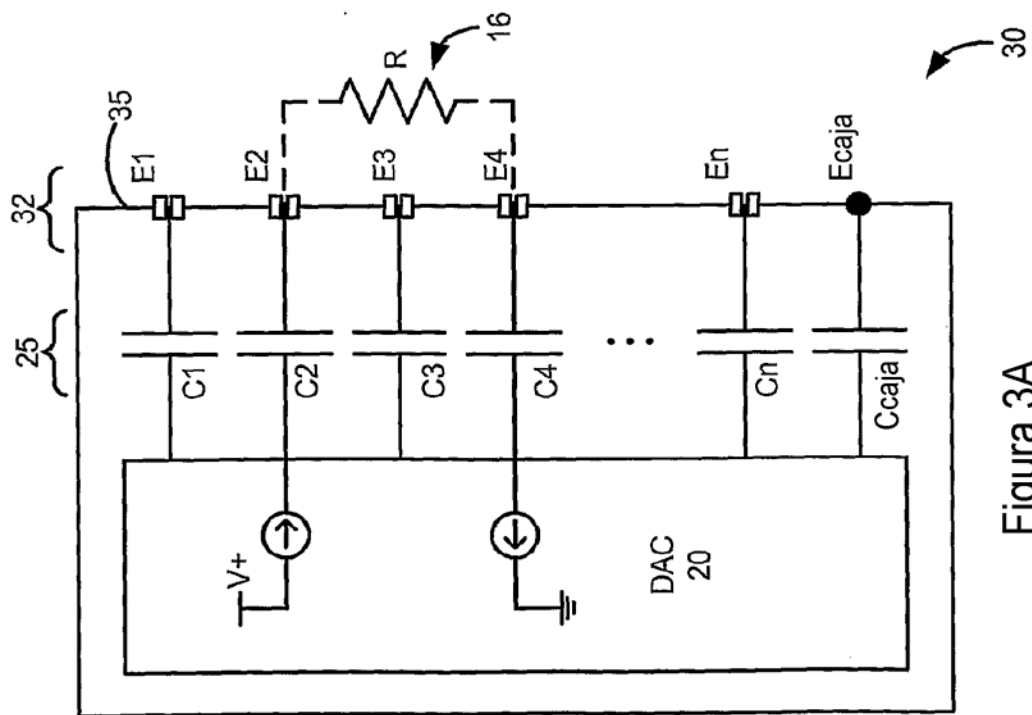 32
35
25
E1
C1
E2
C2
V+
R
16
E3
C3
E4
C4
DAC
20
...
En
Cn
Ecaja
Ccaja
30
Figura 3A